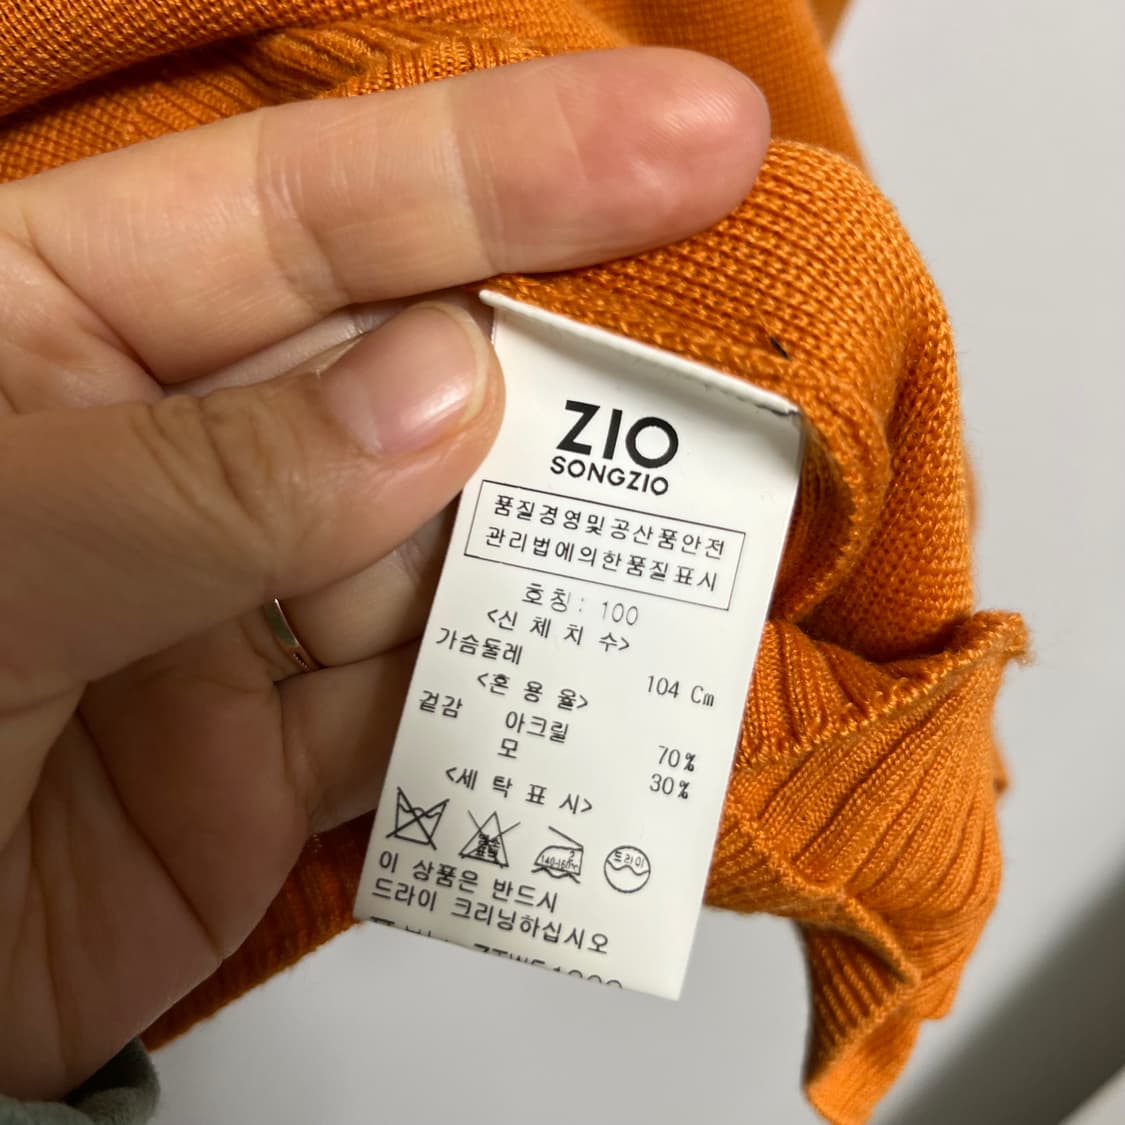 ZIO
SONGZIO
품질경영및공산품안전
관리법에의한품질표시
호칭: 100
<신 체 치 수>
가슴둘레 104 Cm
<혼 용 율>
겉감 아크릴 70%
모 30%
<세 탁 표 시>
드라이
이 상품은 반드시
드라이 크리닝하십시오